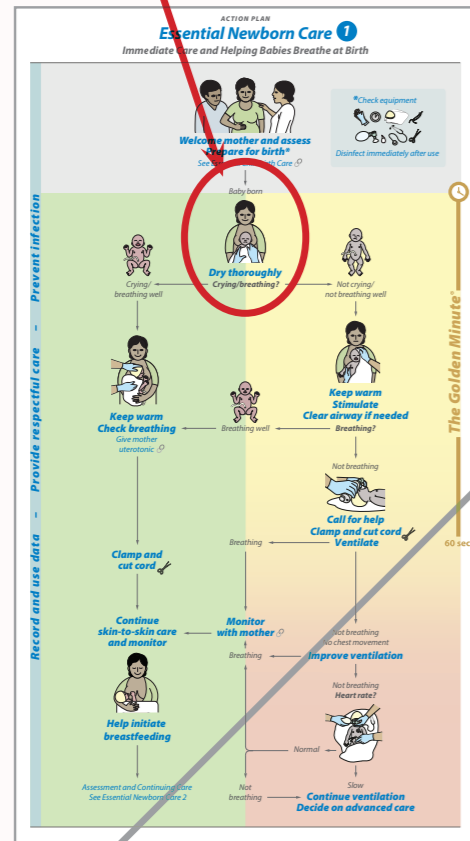 ACTION PLAN
Essential Newborn Care 1
Immediate Care and Helping Babies Breathe at Birth
*Check equipment
Disinfect immediately after use
Welcome mother and assess
Prepare for birth*
See Care
Baby born
Prevent infection
Provide respectful care
Record and use data
The Golden Minute®
60 sec
Dry thoroughly
Crying/breathing?
Crying/
breathing well
Not crying/
not breathing well
Keep warm
Check breathing
Give mother
uterotonic
Breathing well
Keep warm
Stimulate
Clear airway if needed
Breathing?
Not breathing
Call for help
Clamp and cut cord
Ventilate
Breathing
Clamp and
cut cord
Continue
skin-to-skin care
and monitor
Monitor
with mother
Not breathing
No chest movement
Breathing
Improve ventilation
Not breathing
Heart rate?
Help initiate
breastfeeding
Normal
Assessment and Continuing Care
See Essential Newborn Care 2
Not
breathing
Slow
Continue ventilation
Decide on advanced care